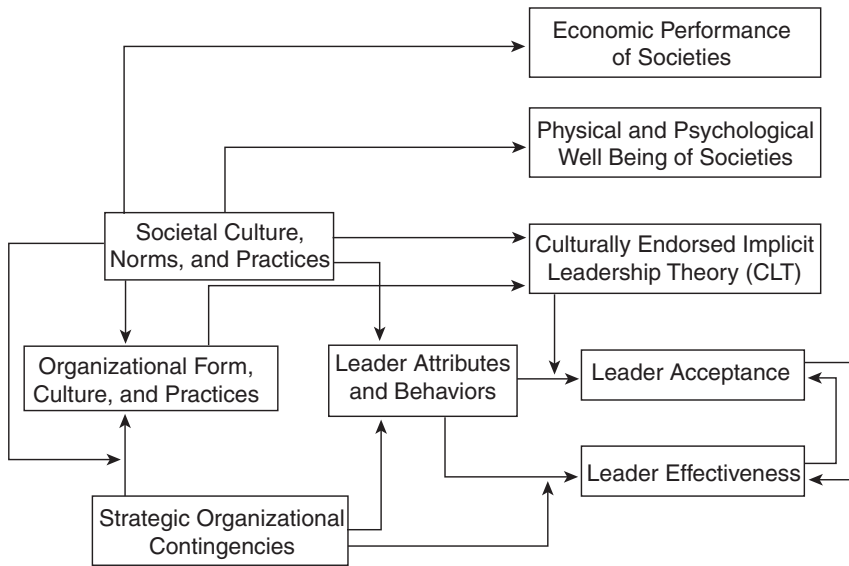 Economic Performance
of Societies
Physical and Psychological
Well Being of Societies
Societal Culture,
Norms, and Practices
Culturally Endorsed Implicit
Leadership Theory (CLT)
Organizational Form,
Culture, and Practices
Leader Attributes
and Behaviors
Leader Acceptance
Leader Effectiveness
Strategic Organizational
Contingencies